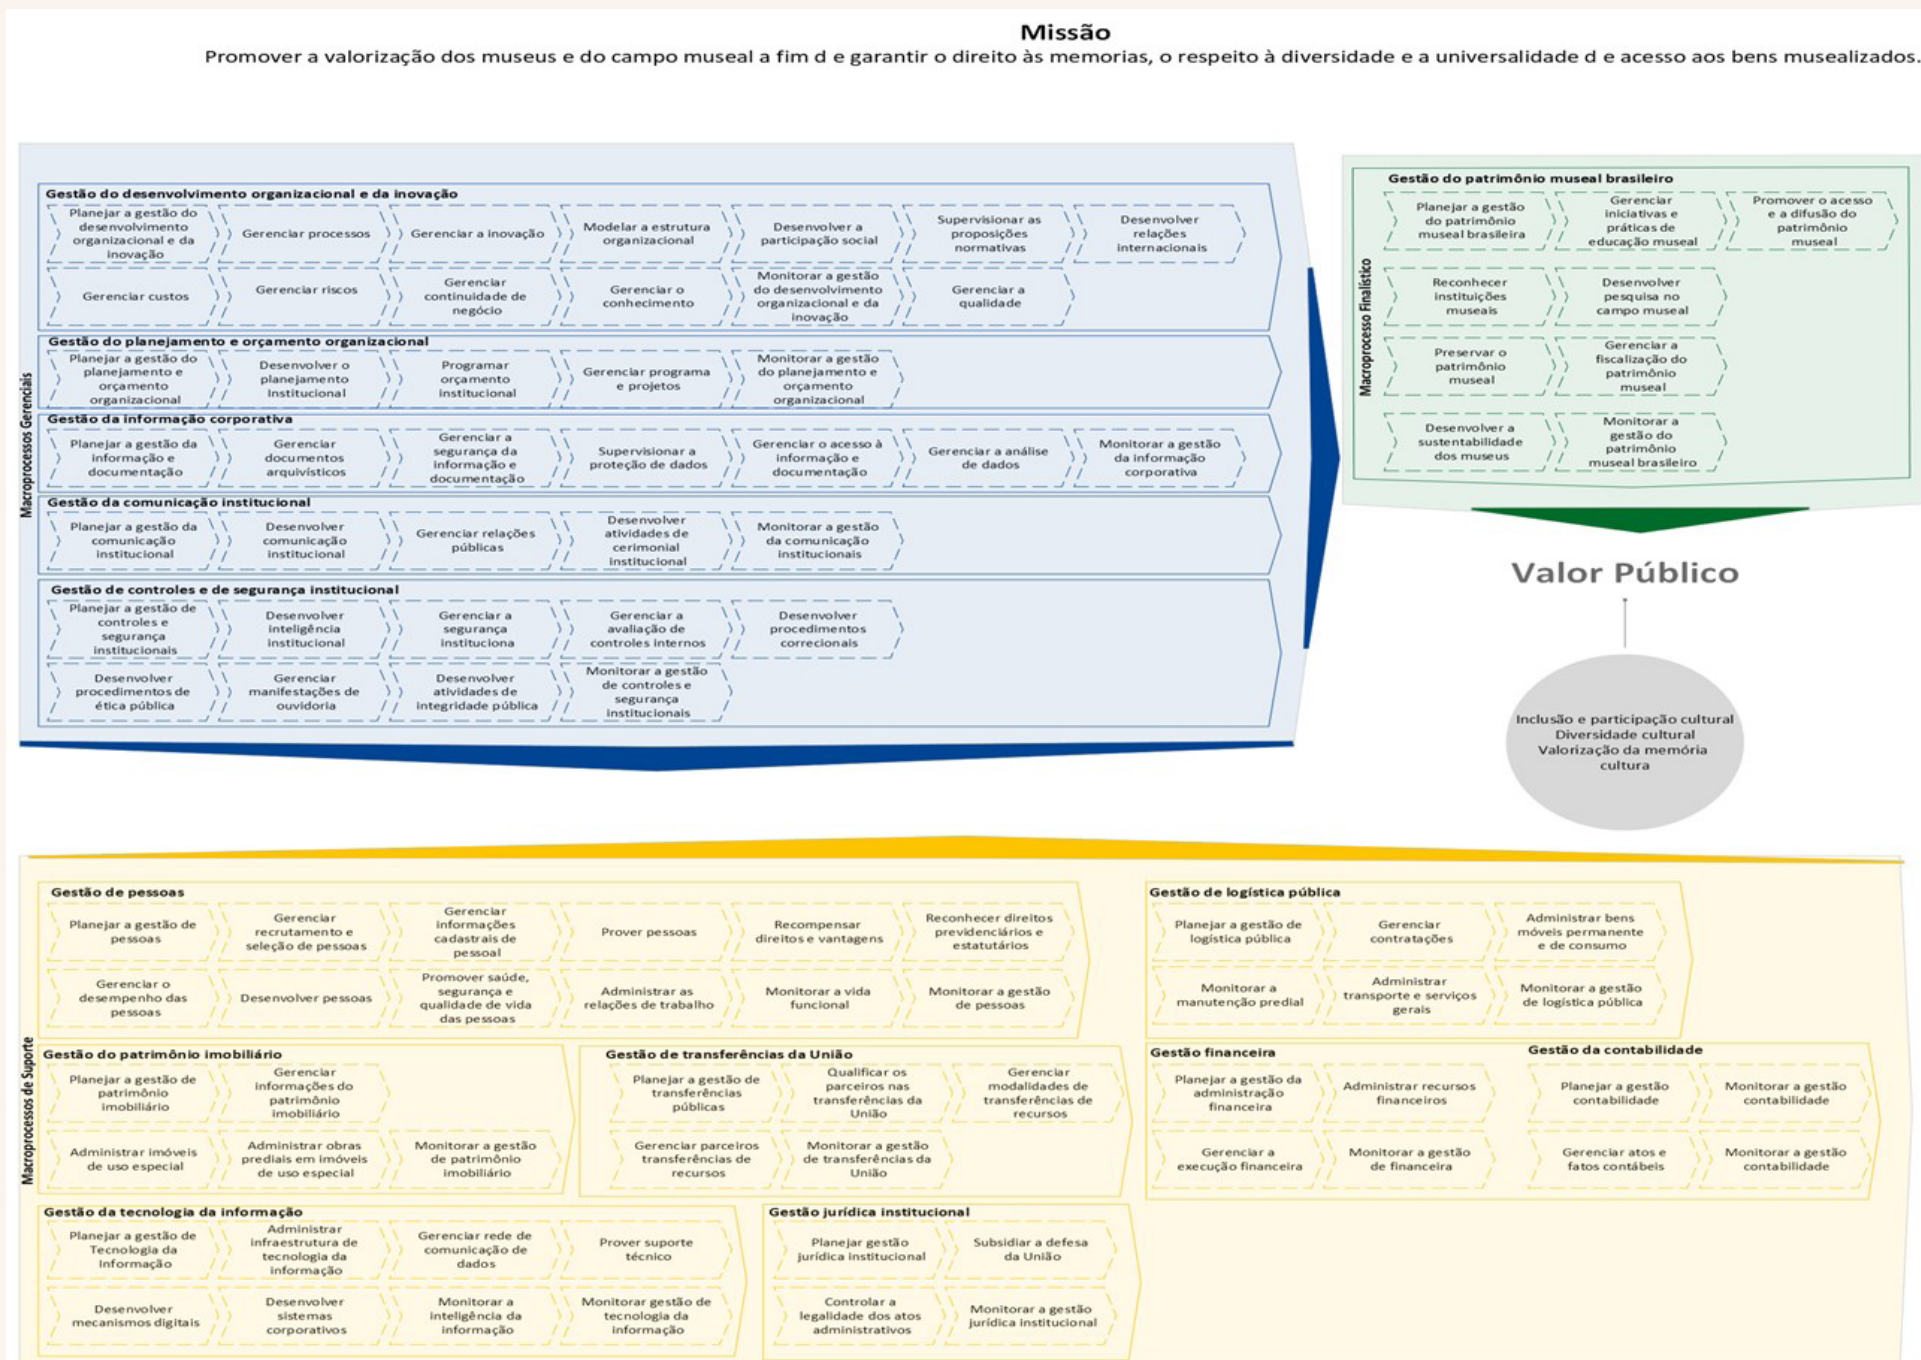 Missão
Promover a valorização dos museus e do campo museal a fim d e garantir o direito às memorias, o respeito à diversidade e a universalidade d e acesso aos bens musealizados.
Macroprocessos Gerenciais
Gestão do desenvolvimento organizacional e da inovação
Planejar a gestão do
desenvolvimento
organizacional e da
inovação
Gerenciar processos
Gerenciar a inovação
Modelar a estrutura
organizacional
Desenvolver a
participação social
Supervisionar as
proposições
normativas
Desenvolver
relações
internacionais
Gerenciar custos
Gerenciar riscos
Gerenciar
continuidade de
negócio
Gerenciar o
conhecimento
Monitorar a gestão
do desenvolvimento
organizacional e da
inovação
Gerenciar a
qualidade
Gestão do planejamento e orçamento organizacional
Planejar a gestão do
planejamento e
orçamento
organizacional
Desenvolver o
planejamento
Institucional
Programar
orçamento
institucional
Gerenciar programa
e projetos
Monitorar a gestão
do planejamento e
orçamento
organizacional
Gestão da informação corporativa
Planejar a gestão da
informação e
documentação
Gerenciar
documentos
arquivísticos
Gerenciar a
segurança da
informação e
documentação
Supervisionar a
proteção de dados
Gerenciar o acesso à
informação e
documentação
Gerenciar a análise
de dados
Monitorar a gestão
da informação
corporativa
Gestão da comunicação institucional
Planejar a gestão da
comunicação
institucional
Desenvolver
comunicação
institucional
Gerenciar relações
públicas
Desenvolver
atividades de
cerimonial
institucional
Monitorar a gestão
da comunicação
institucionais
Gestão de controles e de segurança institucional
Planejar a gestão de
controles e
segurança
institucionais
Desenvolver
inteligência
institucional
Gerenciar a
segurança
instituciona
Gerenciar a
avaliação de
controles internos
Desenvolver
procedimentos
correcionais
Desenvolver
procedimentos de
ética pública
Gerenciar
manifestações de
ouvidoria
Desenvolver
atividades de
integridade pública
Monitorar a gestão
de controles e
segurança
institucionais
Macroprocesso Finalístico
Gestão do patrimônio museal brasileiro
Planejar a gestão
do patrimônio
museal brasileira
Gerenciar
iniciativas e
práticas de
educação museal
Promover o acesso
e a difusão do
patrimônio
museal
Reconhecer
instituições
museais
Desenvolver
pesquisa no
campo museal
Preservar o
patrimônio
museal
Gerenciar a
fiscalização do
patrimônio
museal
Desenvolver a
sustentabilidade
dos museus
Monitorar a
gestão do
patrimônio
museal brasileiro
Valor Público
Inclusão e participação cultural
Diversidade cultural
Valorização da memória
cultura
Macroprocessos de Suporte
Gestão de pessoas
Planejar a gestão de
pessoas
Gerenciar
recrutamento e
seleção de pessoas
Gerenciar
informações
cadastrais de
pessoal
Prover pessoas
Recompensar
direitos e vantagens
Reconhecer direitos
previdenciários e
estatutários
Gerenciar o
desempenho das
pessoas
Desenvolver pessoas
Promover saúde,
segurança e
qualidade de vida
das pessoas
Administrar as
relações de trabalho
Monitorar a vida
funcional
Monitorar a gestão
de pessoas
Gestão de logística pública
Planejar a gestão de
logística pública
Gerenciar
contratações
Administrar bens
móveis permanente
e de consumo
Monitorar a
manutenção predial
Administrar
transporte e serviços
gerais
Monitorar a gestão
de logística pública
Gestão do patrimônio imobiliário
Planejar a gestão de
patrimônio
imobiliário
Gerenciar
informações do
patrimônio
imobiliário
Administrar imóveis
de uso especial
Administrar obras
prediais em imóveis
de uso especial
Monitorar a gestão
de patrimônio
imobiliário
Gestão de transferências da União
Planejar a gestão de
transferências
públicas
Qualificar os
parceiros nas
transferências da
União
Gerenciar
modalidades de
transferências de
recursos
Gerenciar parceiros
transferências de
recursos
Monitorar a gestão
de transferências da
União
Gestão financeira
Planejar a gestão da
administração
financeira
Administrar recursos
financeiros
Gerenciar a
execução financeira
Monitorar a gestão
de financeira
Gestão da contabilidade
Planejar a gestão
contabilidade
Monitorar a gestão
contabilidade
Gerenciar atos e
fatos contábeis
Monitorar a gestão
contabilidade
Gestão da tecnologia da informação
Planejar a gestão de
Tecnologia da
Informação
Administrar
infraestrutura de
tecnologia da
informação
Gerenciar rede de
comunicação de
dados
Prover suporte
técnico
Desenvolver
mecanismos digitais
Desenvolver
sistemas
corporativos
Monitorar a
inteligência da
informação
Monitorar gestão de
tecnologia da
informação
Gestão jurídica institucional
Planejar gestão
jurídica institucional
Subsidiar a defesa
da União
Controlar a
legalidade dos atos
administrativos
Monitorar a gestão
jurídica institucional